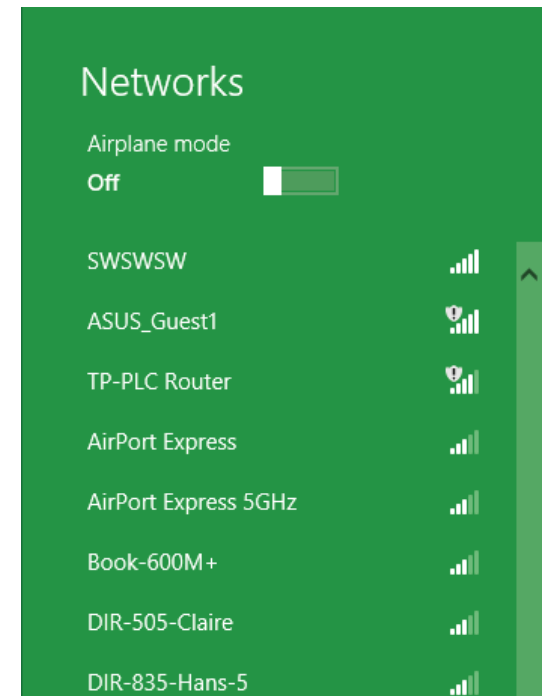 Networks
Airplane mode
Off
SWSWSW
ASUS_Guest1
TP-PLC Router
AirPort Express
AirPort Express 5GHz
Book-600M+
DIR-505-Claire
DIR-835-Hans-5